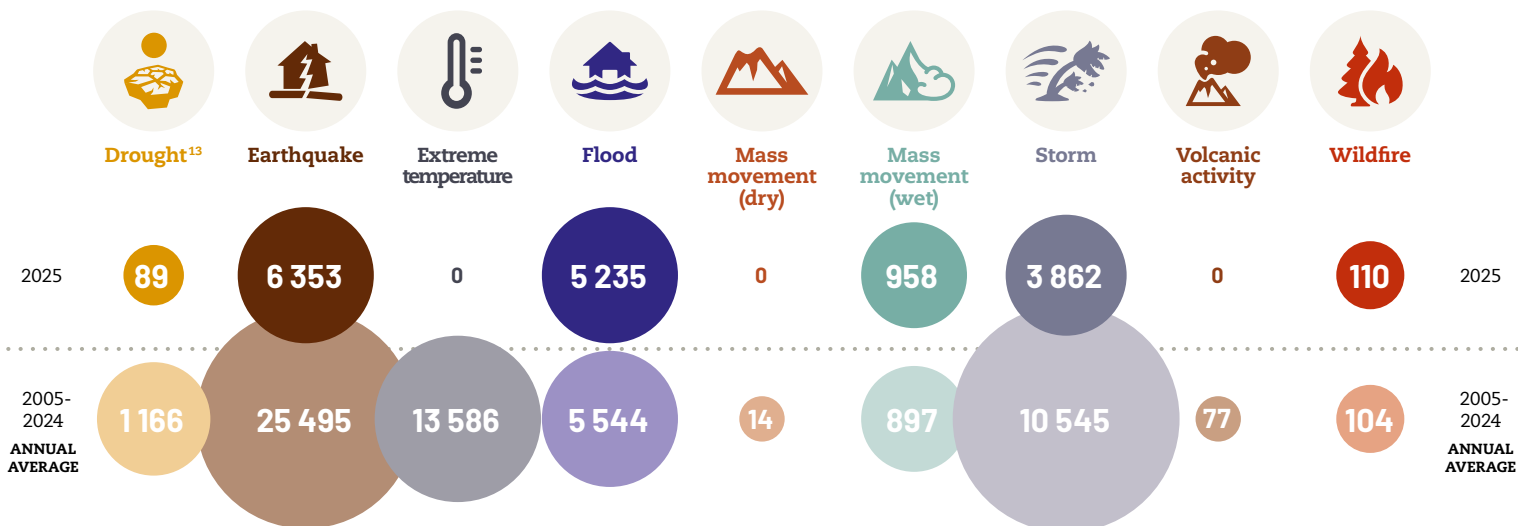 Drought¹³ Earthquake Extreme temperature Flood Mass movement (dry) Mass movement (wet) Storm Volcanic activity Wildfire
2025 89 6 353 0 5 235 0 958 3 862 0 110 2025
2005-2024 ANNUAL AVERAGE 1 166 25 495 13 586 5 544 14 897 10 545 77 104 2005-2024 ANNUAL AVERAGE